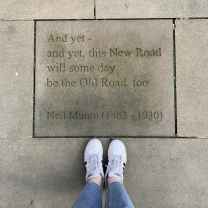 And yet -
and yet, this New Road
will some day
be the Old Road, too
Neil Munro (1863 - 1930)